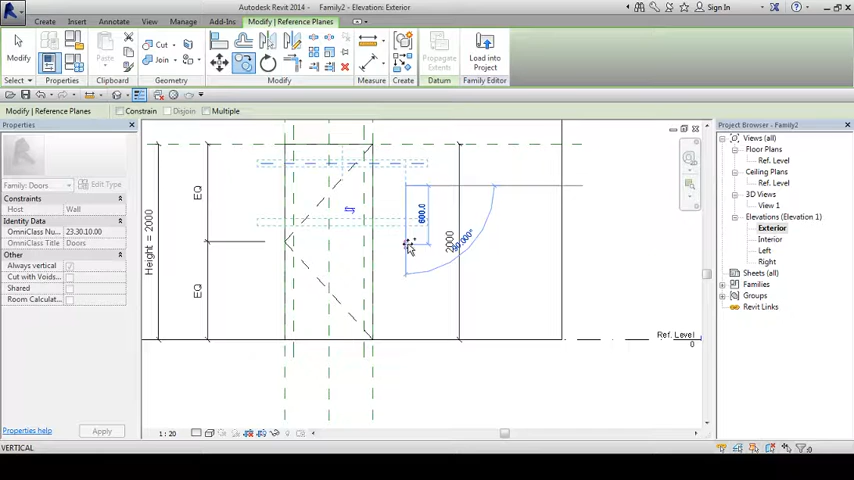 Autodesk Revit 2014 - Family2 - Elevation: Exterior
Sign In
Create Insert Annotate View Manage Add-Ins Modify | Reference Planes
Cut
Join
Modify
Propagate
Extents
Load into
Project
Select Properties Clipboard Geometry Modify Measure Create Datum Family Editor
Modify | Reference Planes Constrain Disjoin Multiple
Properties
Family: Doors
Edit Type
Constraints
Host Wall
Identity Data
OmniClass Nu... 23.30.10.00
OmniClass Title Doors
Other
Always vertical
Cut with Voids...
Shared
Room Calculat...
Properties help
Apply
Height = 2000
EQ
EQ
600.0
90.000°
2000
Ref. Level
0
1 : 20
Project Browser - Family2
Views (all)
Floor Plans
Ref. Level
Ceiling Plans
Ref. Level
3D Views
View 1
Elevations (Elevation 1)
Exterior
Interior
Left
Right
Sheets (all)
Families
Groups
Revit Links
VERTICAL